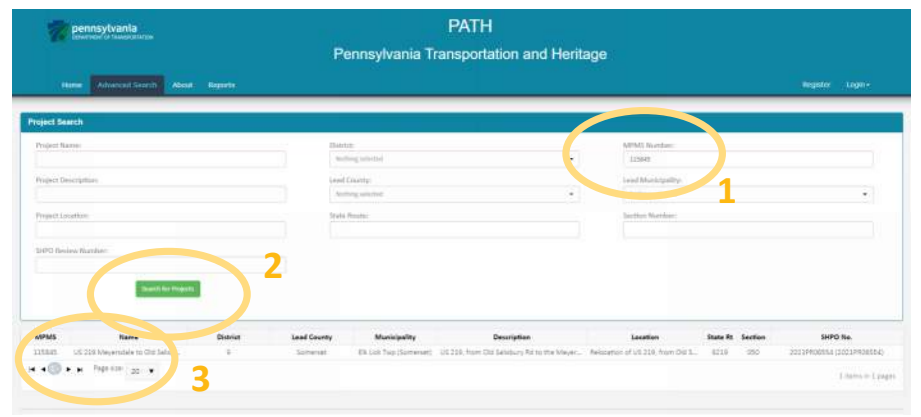 pennsylvania
DEPARTMENT OF TRANSPORTATION
PATH
Pennsylvania Transportation and Heritage
Home Advanced Search About Reports Register Login
Project Search
Project Name: District: MPMS Number:
Nothing selected 115845
1
Project Description: Lead County: Lead Municipality:
Nothing selected
Project Location: State Route: Section Number:
SHPO Review Number:
2
Search for Projects
MPMS Name District Lead County Municipality Description Location State Rt Section SHPO No.
115845 US 219 Meyersdale to Old Salis... 9 Somerset Elk Lick Twp (Somerset) US 219, from Old Salisbury Rd to the Meyer... Relocation of US 219, from Old S... 6219 050 2021PR08554 (2021PR08554)
Page size: 20
3
1 items in 1 pages